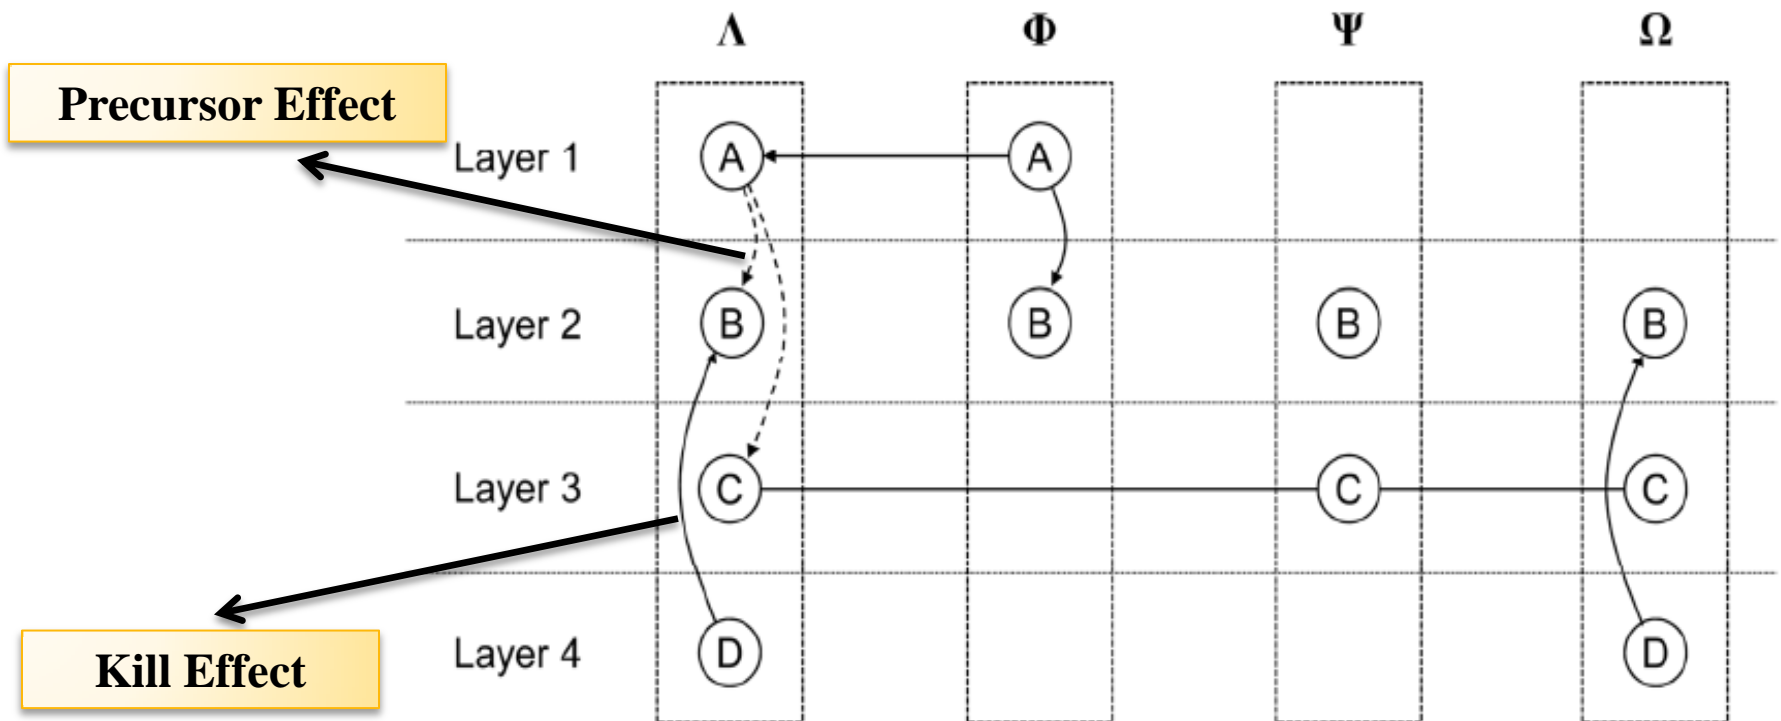 Λ Φ Ψ Ω
Precursor Effect
Layer 1 A A
Layer 2 B B B B
Layer 3 C C C
Layer 4 D D
Kill Effect